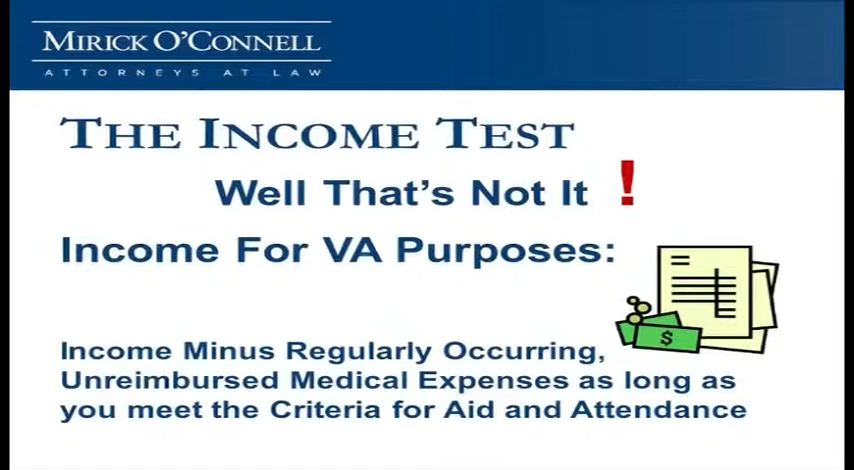 MIRICK O'CONNELL
ATTORNEYS AT LAW
THE INCOME TEST
Well That's Not It !
Income For VA Purposes:
$
Income Minus Regularly Occurring,
Unreimbursed Medical Expenses as long as
you meet the Criteria for Aid and Attendance